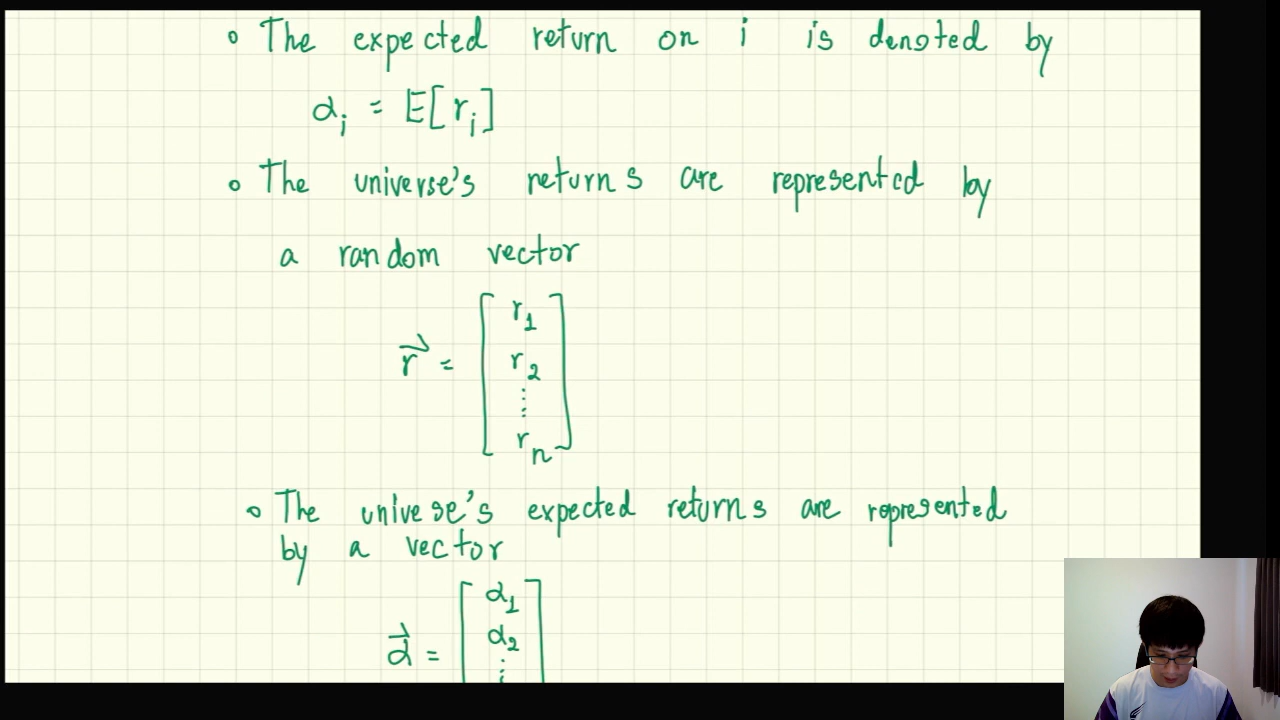 ∘ The expected return on i is denoted by
α_i = E[r_i]
∘ The universe's returns are represented by
a random vector
r⃗ = [ r_1
r_2
⋮
r_n ]
∘ The univese's expected returns are represented
by a vector
α⃗ = [ α_1
α_2
⋮